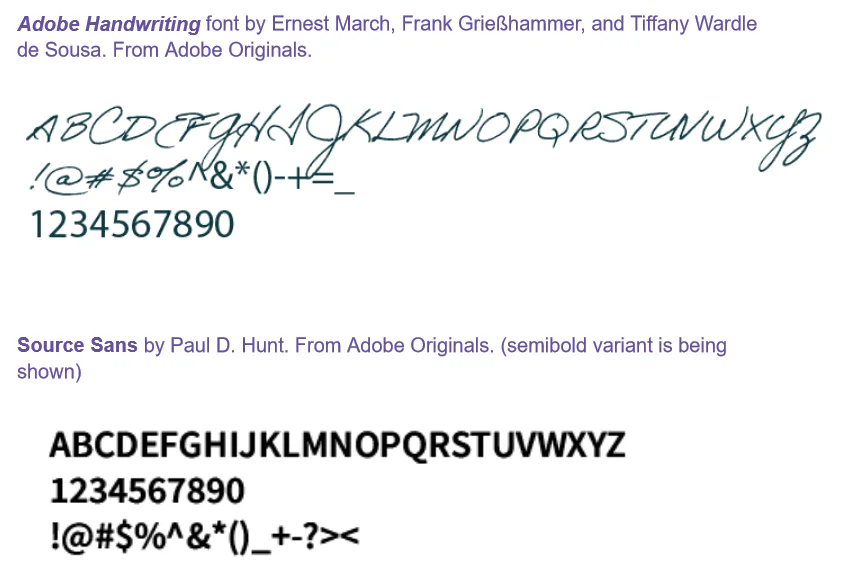 Adobe Handwriting font by Ernest March, Frank Grießhammer, and Tiffany Wardle
de Sousa. From Adobe Originals.
ABCDEFGHIJKLMNOPQRSTUVWXYZ
!@#$%^&*()-+=_
1234567890
Source Sans by Paul D. Hunt. From Adobe Originals. (semibold variant is being
shown)
ABCDEFGHIJKLMNOPQRSTUVWXYZ
1234567890
!@#$%^&*()_+-?><